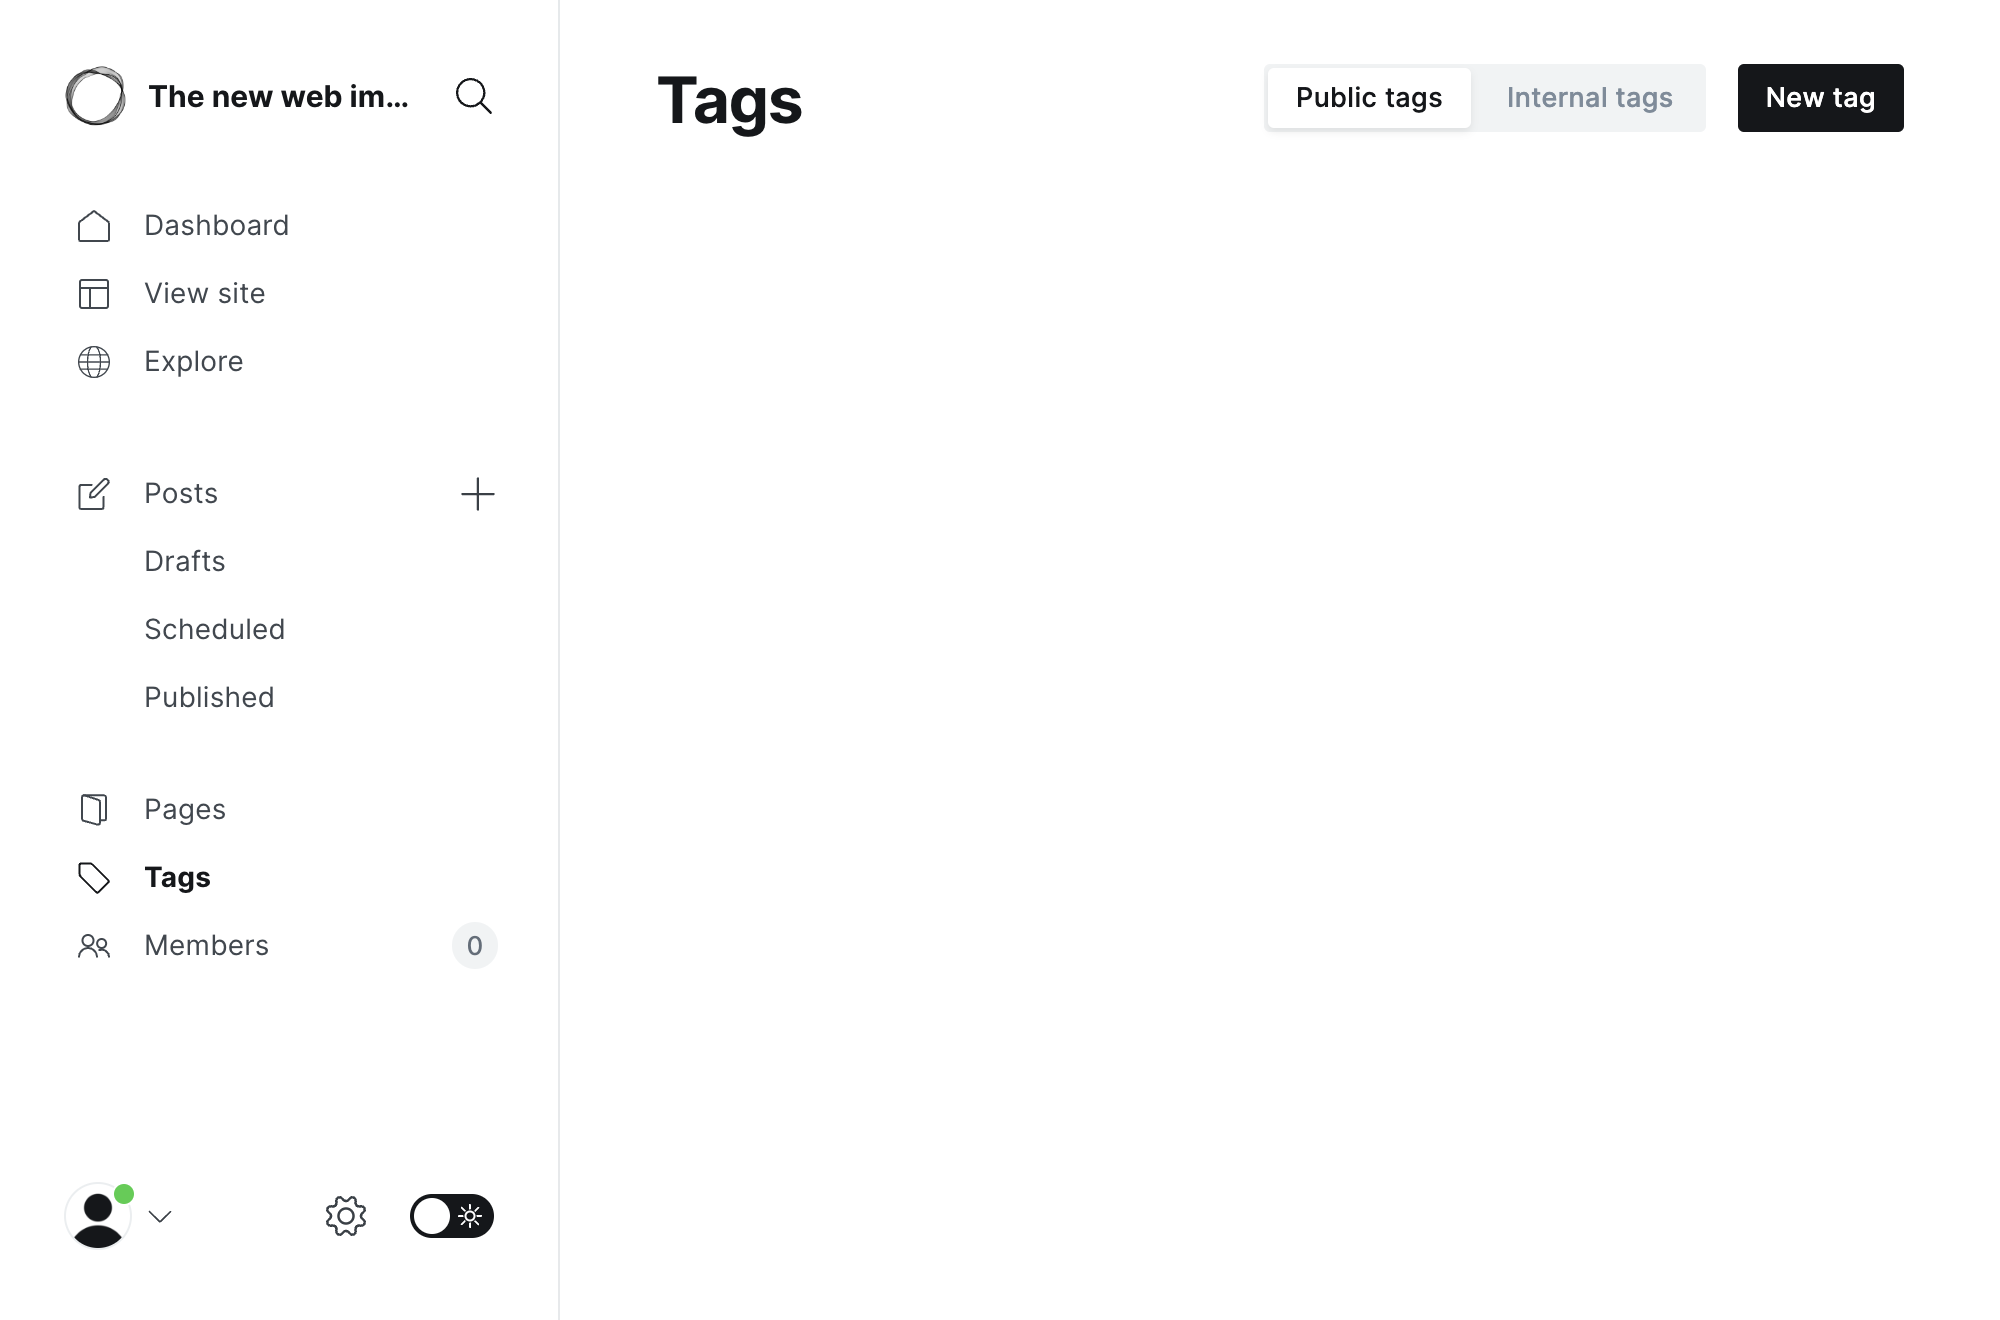 The new web im...
Dashboard
View site
Explore
Posts
Drafts
Scheduled
Published
Pages
Tags
Members
0
Tags
Public tags
Internal tags
New tag